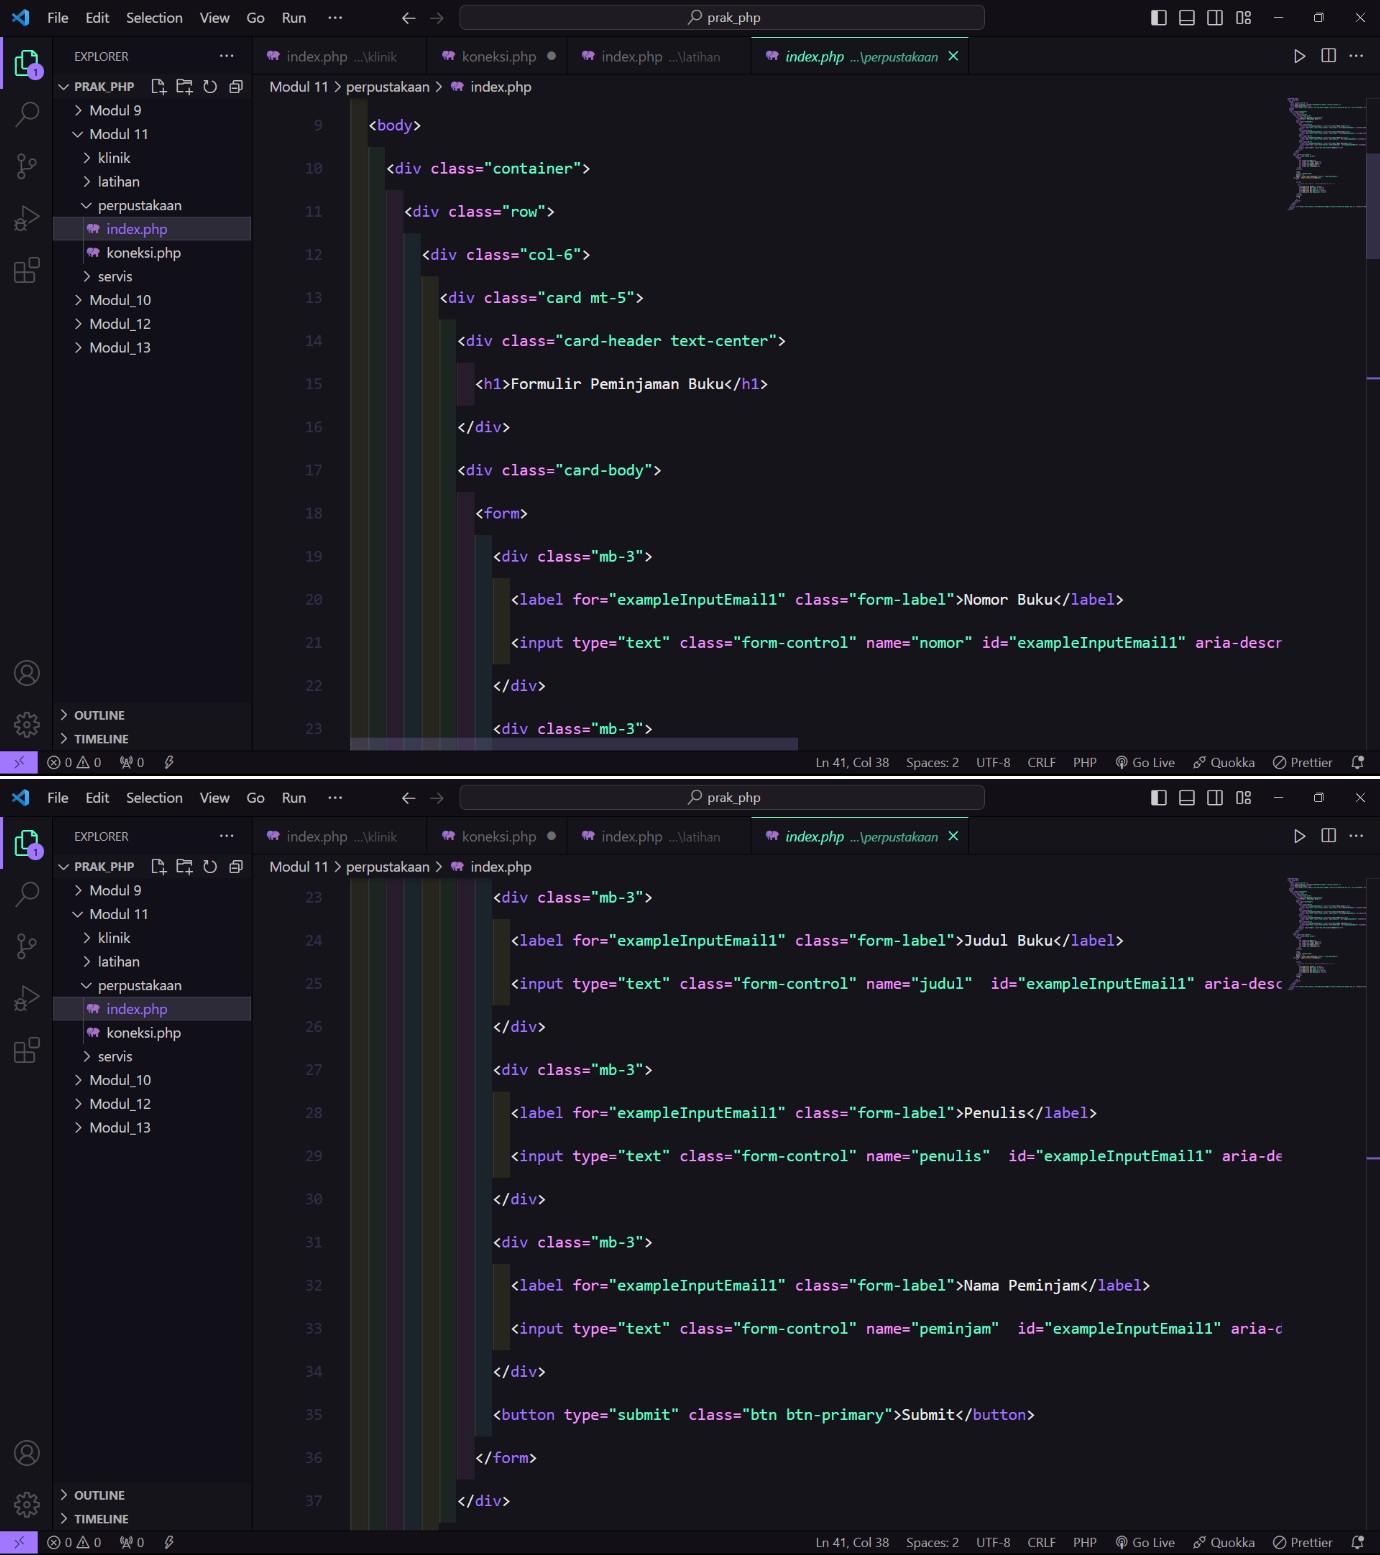 File Edit Selection View Go Run ··· prak_php
EXPLORER ···
index.php ...\klinik koneksi.php index.php ...\latihan index.php ...\perpustakaan
PRAK_PHP
Modul 11 > perpustakaan > index.php
Modul 9
Modul 11
klinik
latihan
perpustakaan
index.php
koneksi.php
servis
Modul_10
Modul_12
Modul_13
9 <body>
10 <div class="container">
11 <div class="row">
12 <div class="col-6">
13 <div class="card mt-5">
14 <div class="card-header text-center">
15 <h1>Formulir Peminjaman Buku</h1>
16 </div>
17 <div class="card-body">
18 <form>
19 <div class="mb-3">
20 <label for="exampleInputEmail1" class="form-label">Nomor Buku</label>
21 <input type="text" class="form-control" name="nomor" id="exampleInputEmail1" aria-descr
22 </div>
23 <div class="mb-3">
1
OUTLINE
TIMELINE
0 0 0 Ln 41, Col 38 Spaces: 2 UTF-8 CRLF PHP Go Live Quokka Prettier
File Edit Selection View Go Run ··· prak_php
EXPLORER ···
index.php ...\klinik koneksi.php index.php ...\latihan index.php ...\perpustakaan
PRAK_PHP
Modul 11 > perpustakaan > index.php
Modul 9
Modul 11
klinik
latihan
perpustakaan
index.php
koneksi.php
servis
Modul_10
Modul_12
Modul_13
23 <div class="mb-3">
24 <label for="exampleInputEmail1" class="form-label">Judul Buku</label>
25 <input type="text" class="form-control" name="judul"  id="exampleInputEmail1" aria-desc
26 </div>
27 <div class="mb-3">
28 <label for="exampleInputEmail1" class="form-label">Penulis</label>
29 <input type="text" class="form-control" name="penulis"  id="exampleInputEmail1" aria-de
30 </div>
31 <div class="mb-3">
32 <label for="exampleInputEmail1" class="form-label">Nama Peminjam</label>
33 <input type="text" class="form-control" name="peminjam"  id="exampleInputEmail1" aria-d
34 </div>
35 <button type="submit" class="btn btn-primary">Submit</button>
36 </form>
37 </div>
1
OUTLINE
TIMELINE
0 0 0 Ln 41, Col 38 Spaces: 2 UTF-8 CRLF PHP Go Live Quokka Prettier